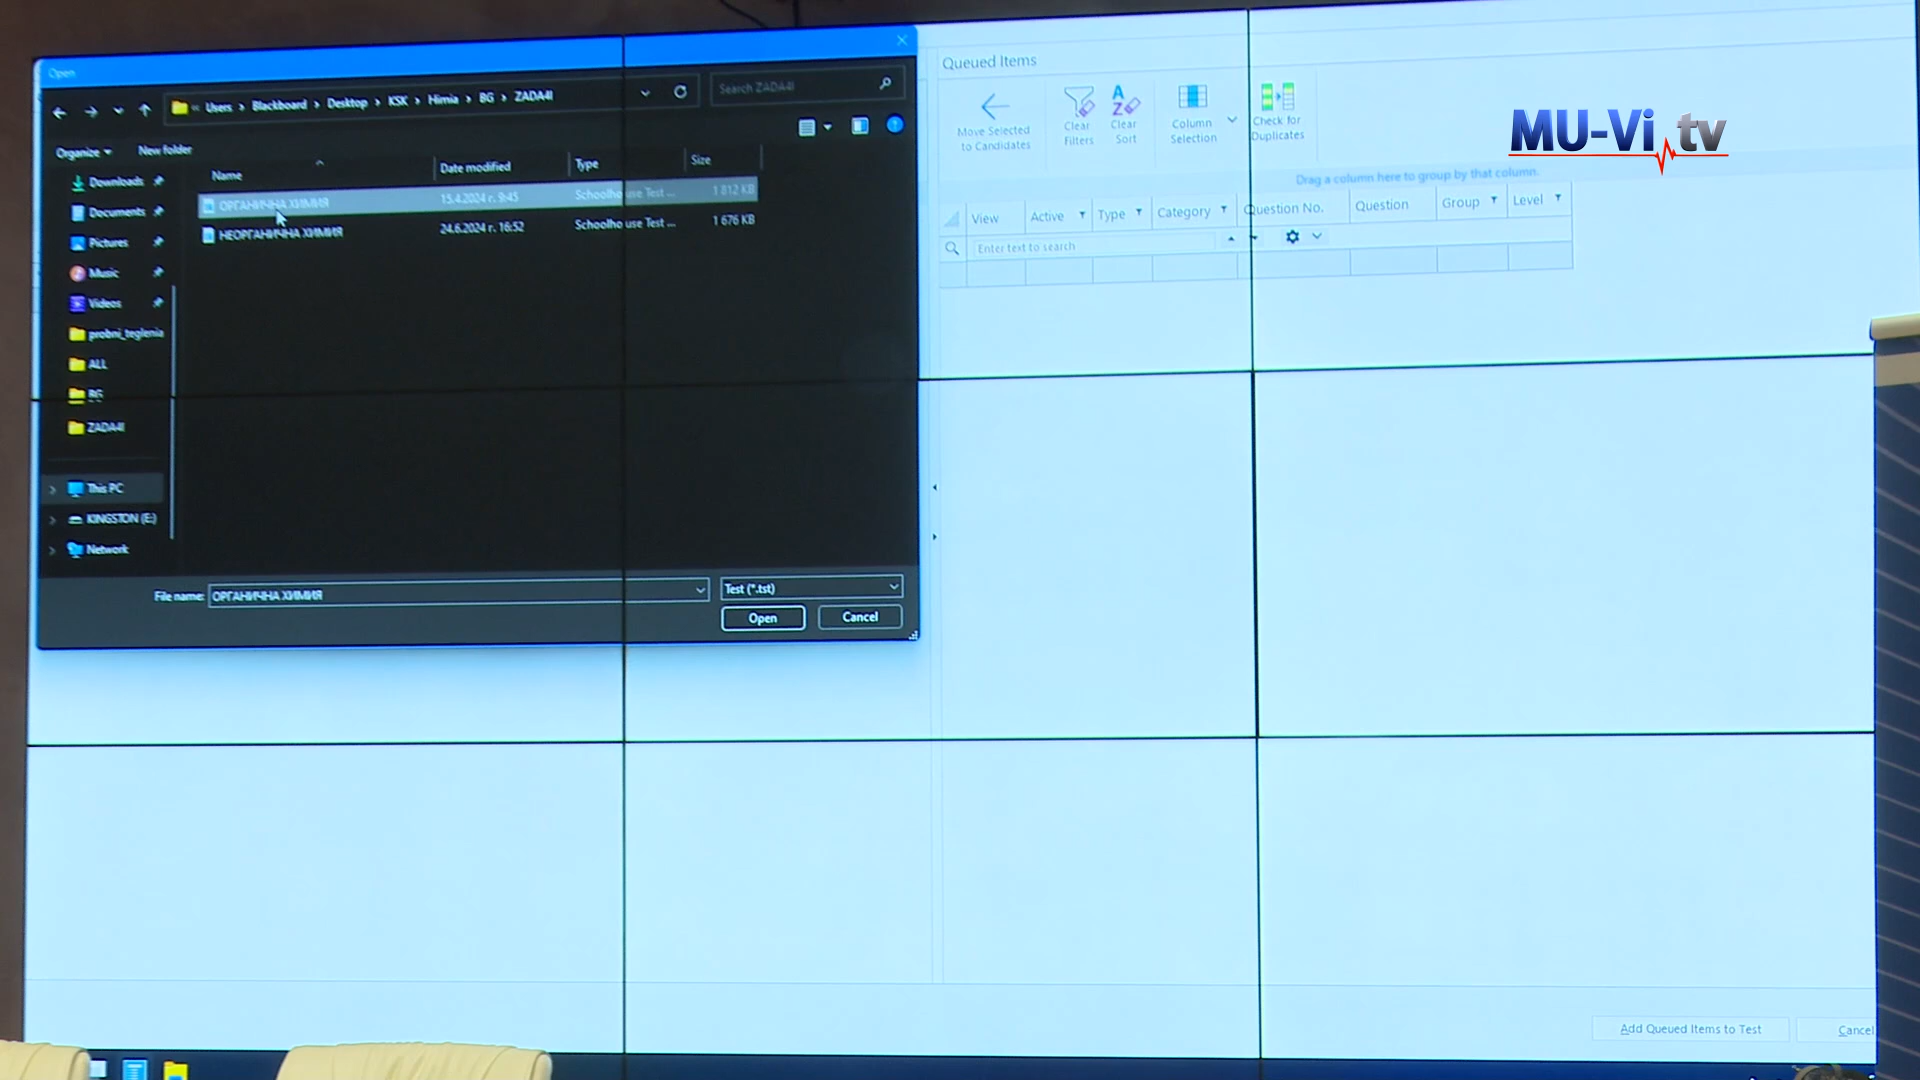 Open
Users > Blackboard > Desktop > KSK > Himia > BG > ZADA4I
Search ZADA4I
Organize
New folder
Name
Date modified
Type
Size
Downloads
Documents
Pictures
Music
Videos
probni_teglenia
ALL
BG
ZADA4I
This PC
KINGSTON (E:)
Network
ОРГАНИЧНА ХИМИЯ 15.4.2024 г. 9:45 Schoolhouse Test ... 1 812 KB
НЕОРГАНИЧНА ХИМИЯ 24.6.2024 г. 16:52 Schoolhouse Test ... 1 676 KB
File name: ОРГАНИЧНА ХИМИЯ
Test (*.tst)
Open
Cancel
Queued Items
Move Selected to Candidates
Clear Filters
Clear Sort
Column Selection
Check for Duplicates
Drag a column here to group by that column.
View
Active
Type
Category
Question No.
Question
Group
Level
Enter text to search
Add Queued Items to Test
Cancel
MU-Vi.tv